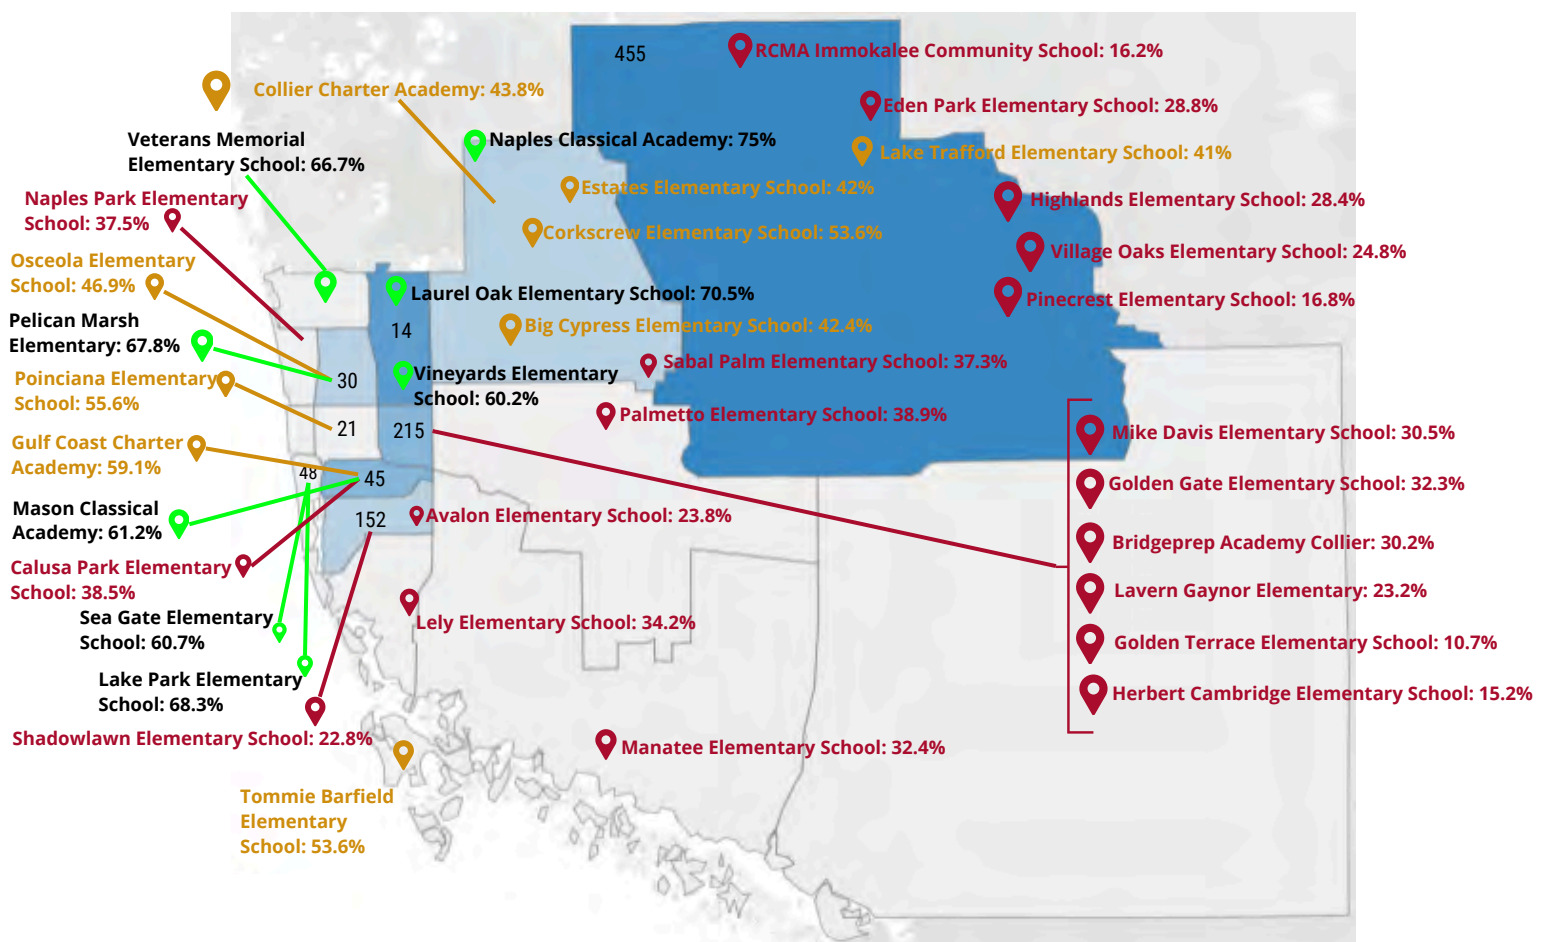 455
RCMA Immokalee Community School: 16.2%
Collier Charter Academy: 43.8%
Eden Park Elementary School: 28.8%
Veterans Memorial
Elementary School: 66.7%
Naples Classical Academy: 75%
Lake Trafford Elementary School: 41%
Estates Elementary School: 42%
Naples Park Elementary
School: 37.5%
Highlands Elementary School: 28.4%
Corkscrew Elementary School: 53.6%
Village Oaks Elementary School: 24.8%
Osceola Elementary
School: 46.9%
Laurel Oak Elementary School: 70.5%
Pinecrest Elementary School: 16.8%
Pelican Marsh
Elementary: 67.8%
14
Big Cypress Elementary School: 42.4%
Sabal Palm Elementary School: 37.3%
Poinciana Elementary
School: 55.6%
30
Vineyards Elementary
School: 60.2%
21
215
Palmetto Elementary School: 38.9%
Mike Davis Elementary School: 30.5%
Gulf Coast Charter
Academy: 59.1%
48
45
Golden Gate Elementary School: 32.3%
Mason Classical
Academy: 61.2%
152
Avalon Elementary School: 23.8%
Bridgeprep Academy Collier: 30.2%
Calusa Park Elementary
School: 38.5%
Lavern Gaynor Elementary: 23.2%
Sea Gate Elementary
School: 60.7%
Lely Elementary School: 34.2%
Golden Terrace Elementary School: 10.7%
Lake Park Elementary
School: 68.3%
Herbert Cambridge Elementary School: 15.2%
Shadowlawn Elementary School: 22.8%
Manatee Elementary School: 32.4%
Tommie Barfield
Elementary
School: 53.6%